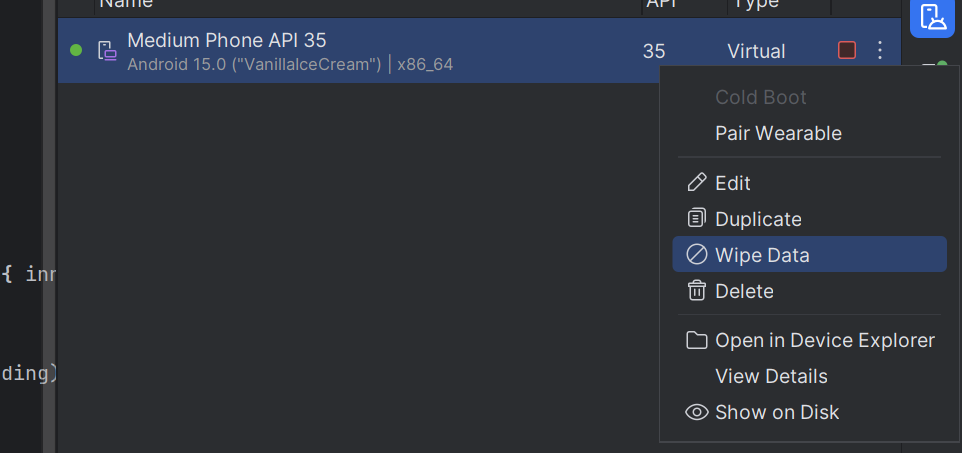 Name API Type
Medium Phone API 35
Android 15.0 ("VanillaIceCream") | x86_64
35 Virtual
Cold Boot
Pair Wearable
Edit
Duplicate
Wipe Data
Delete
Open in Device Explorer
View Details
Show on Disk
{ inn
ding)